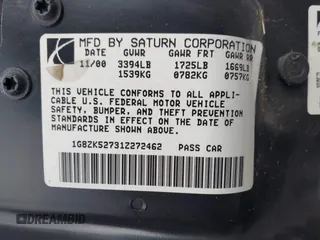 MFD BY SATURN CORPORATION
DATE GVWR GAWR FRT GAWR RR
11/00 3394LB 1725LB 1669LB
1539KG 0782KG 0757KG
THIS VEHICLE CONFORMS TO ALL APPLI-
CABLE U.S. FEDERAL MOTOR VEHICLE
SAFETY, BUMPER, AND THEFT PREVENTION
STANDARDS IN EFFECT ON THE DATE OF
MANUFACTURE SHOWN ABOVE.
1G8ZK52731Z272462 PASS CAR
DREAMBID